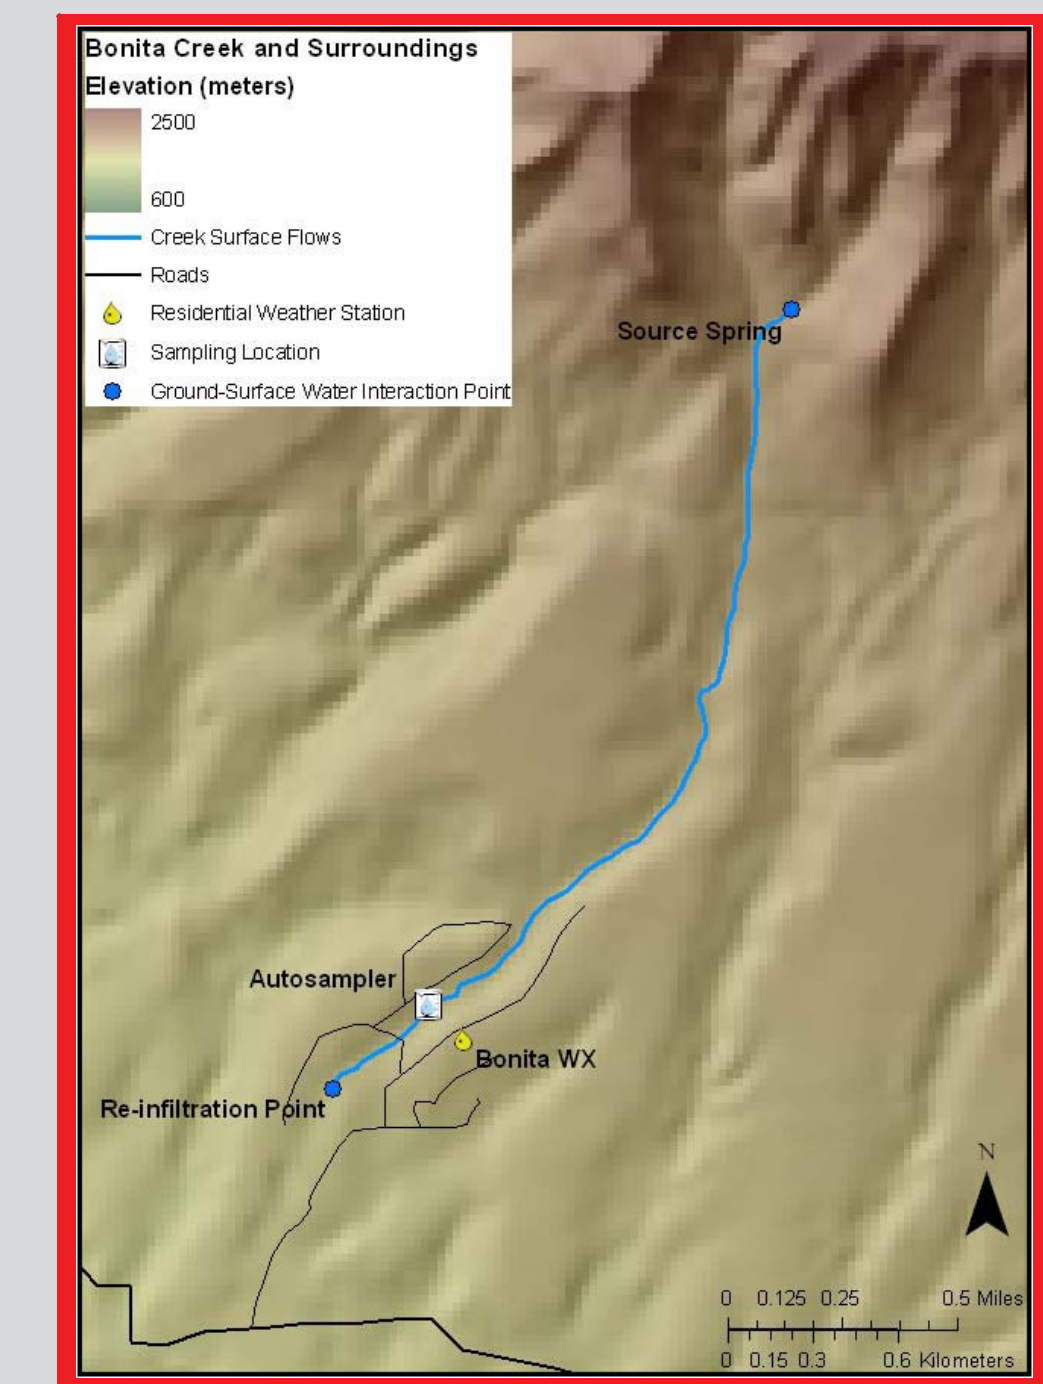 Bonita Creek and Surroundings
Elevation (meters)
2500
600
Creek Surface Flows
Roads
Residential Weather Station
Sampling Location
Ground-Surface Water Interaction Point
Source Spring
Autosampler
Bonita WX
Re-infiltration Point
N
0 0.125 0.25 0.5 Miles
0 0.15 0.3 0.6 Kilometers